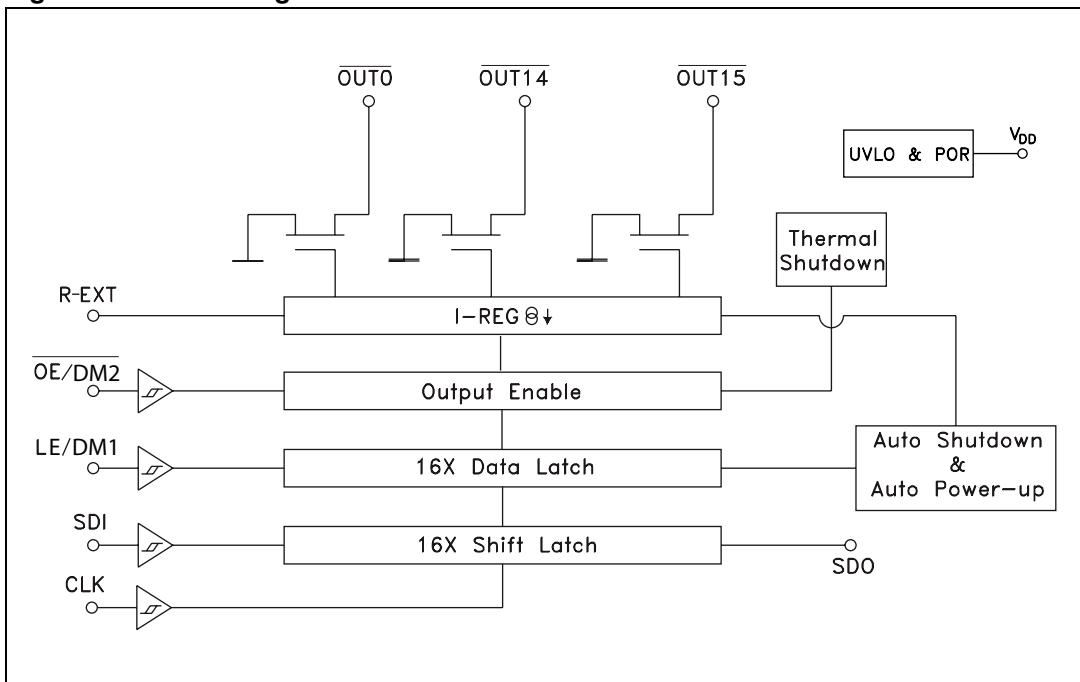 OUT0
OUT14
OUT15
UVLO & POR
VDD
Thermal
Shutdown
R-EXT
I-REG
OE/DM2
Output Enable
LE/DM1
16X Data Latch
Auto Shutdown
&
Auto Power-up
SDI
16X Shift Latch
SDO
CLK